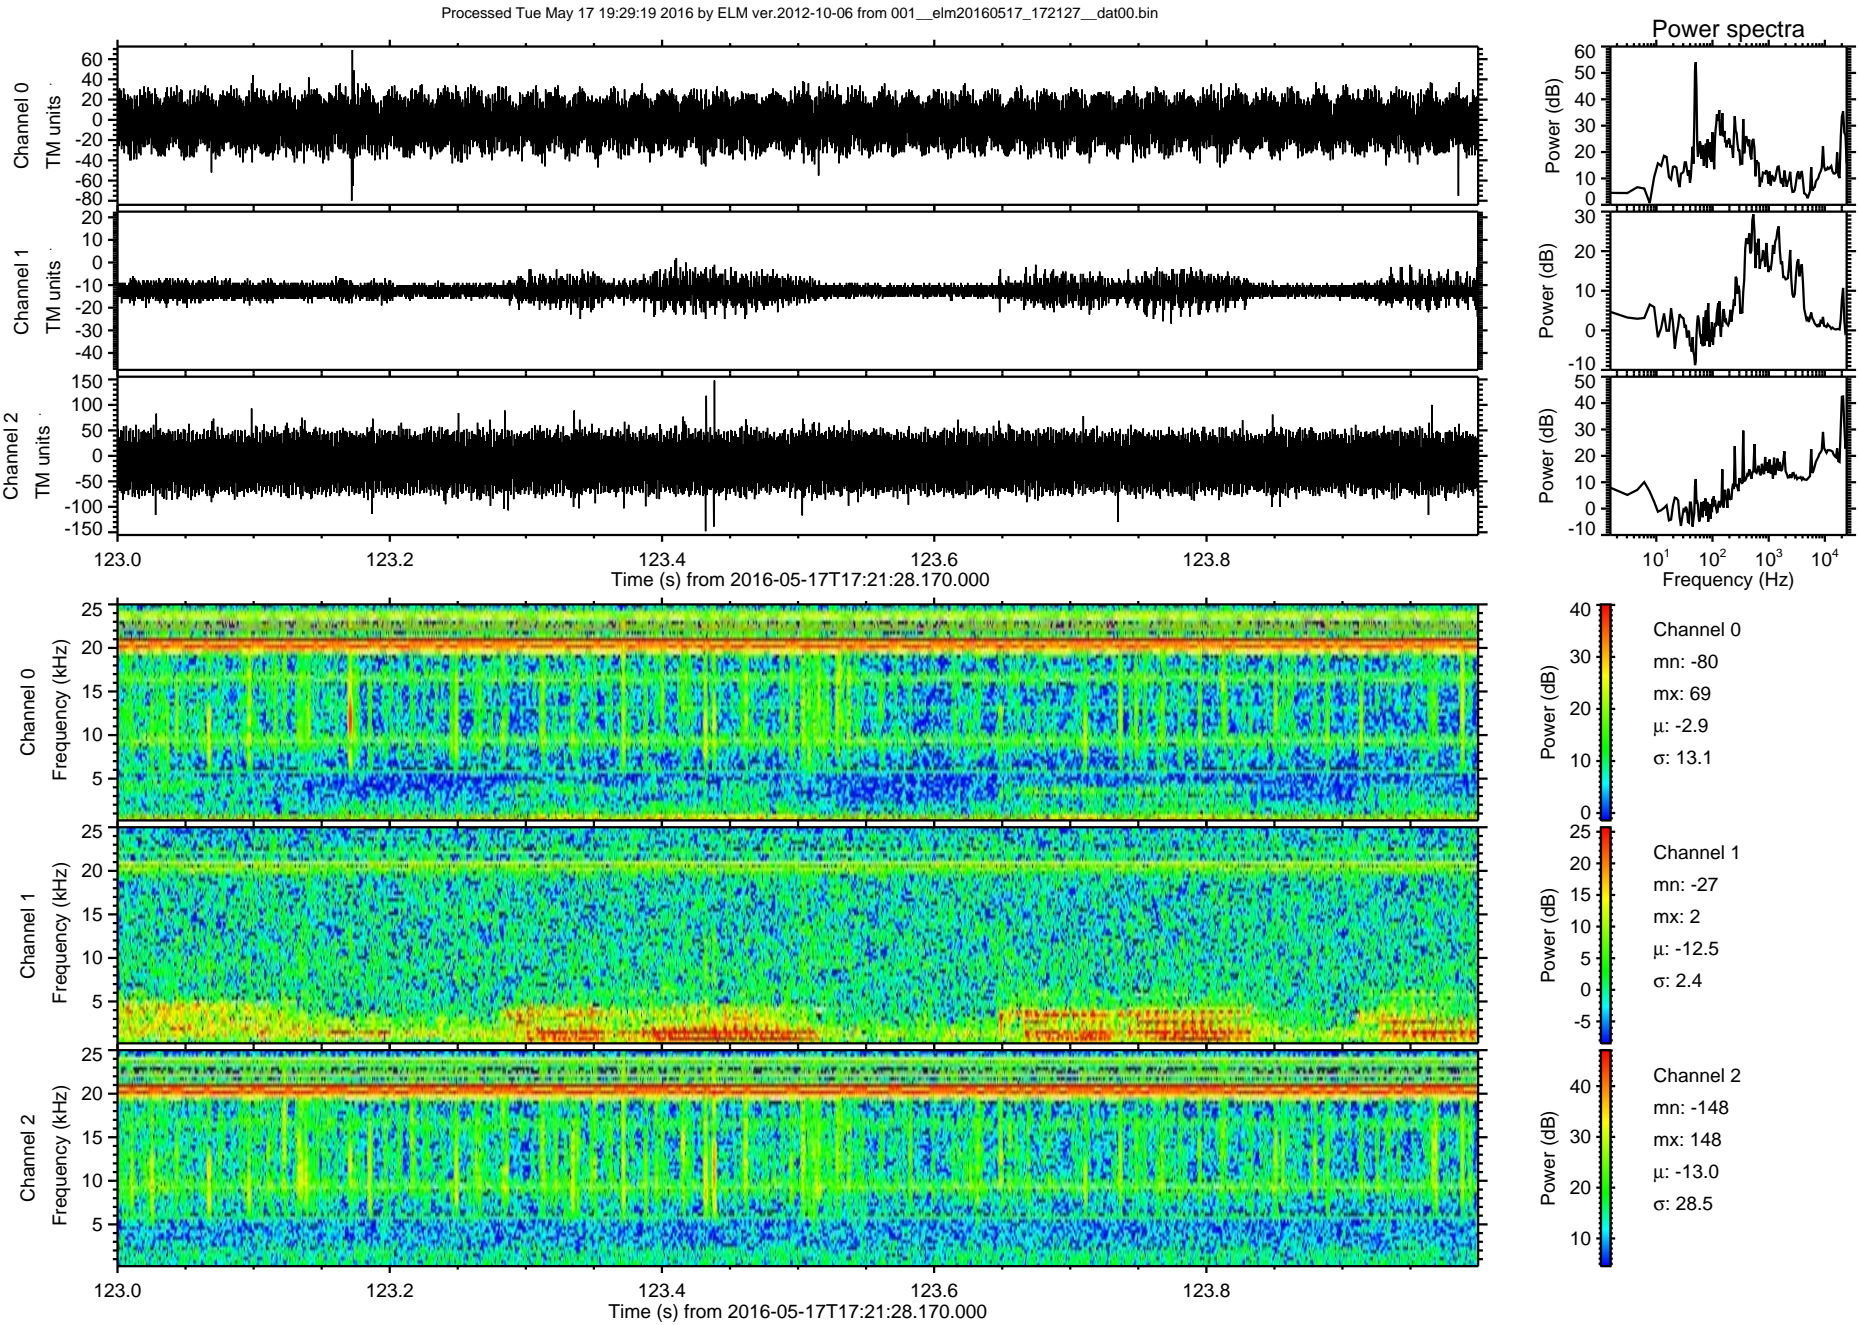 Processed Tue May 17 19:29:19 2016 by ELM ver.2012-10-06 from 001__elm20160517_172127__dat00.bin
Power spectra
Channel 0
TM units
60
40
20
0
-20
-40
-60
-80
Power (dB)
60
50
40
30
20
10
0
Channel 1
TM units
20
10
0
-10
-20
-30
-40
Power (dB)
30
20
10
0
-10
Channel 2
TM units
150
100
50
0
-50
-100
-150
Power (dB)
50
40
30
20
10
0
-10
123.0 123.2 123.4 123.6 123.8
Time (s) from 2016-05-17T17:21:28.170.000
10¹ 10² 10³ 10⁴
Frequency (Hz)
Channel 0
Frequency (kHz)
25
20
15
10
5
Power (dB)
40
30
20
10
0
Channel 0
mn: -80
mx: 69
μ: -2.9
σ: 13.1
Channel 1
Frequency (kHz)
25
20
15
10
5
Power (dB)
25
20
15
10
5
0
-5
Channel 1
mn: -27
mx: 2
μ: -12.5
σ: 2.4
Channel 2
Frequency (kHz)
25
20
15
10
5
Power (dB)
40
30
20
10
Channel 2
mn: -148
mx: 148
μ: -13.0
σ: 28.5
123.0 123.2 123.4 123.6 123.8
Time (s) from 2016-05-17T17:21:28.170.000